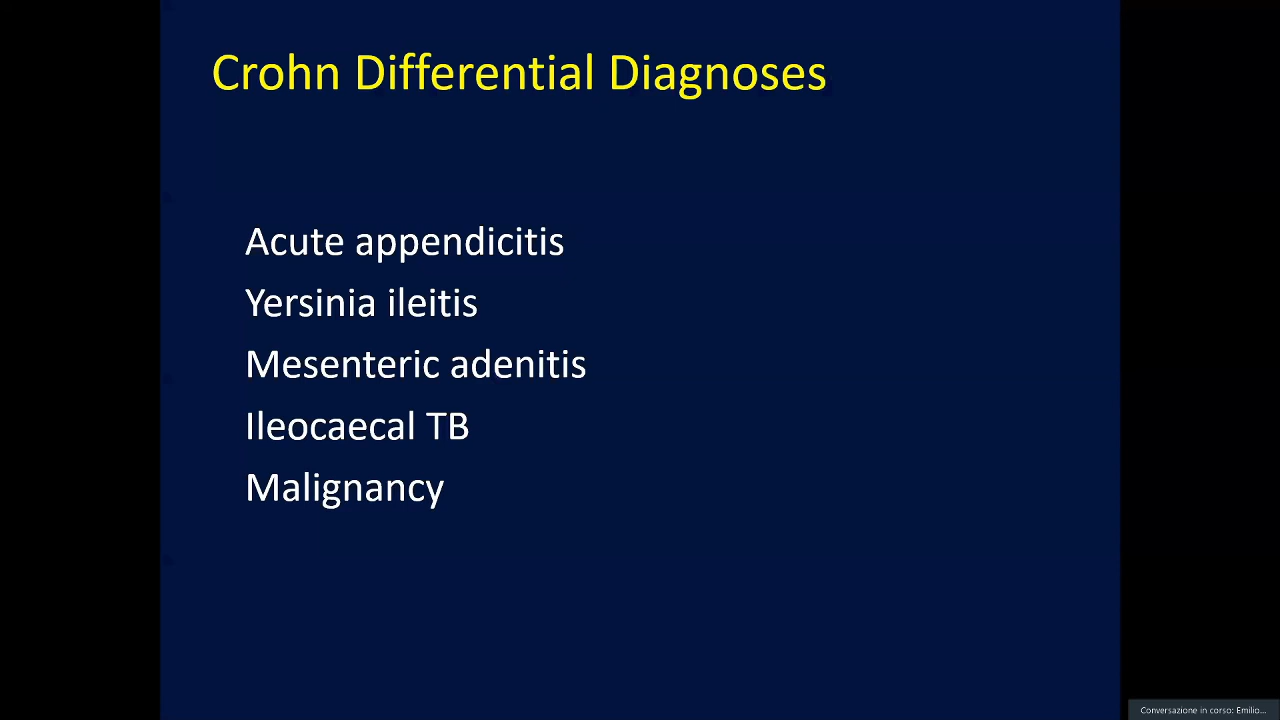 Crohn Differential Diagnoses
Acute appendicitis
Yersinia ileitis
Mesenteric adenitis
Ileocaecal TB
Malignancy
Conversazione in corso: Emilio...